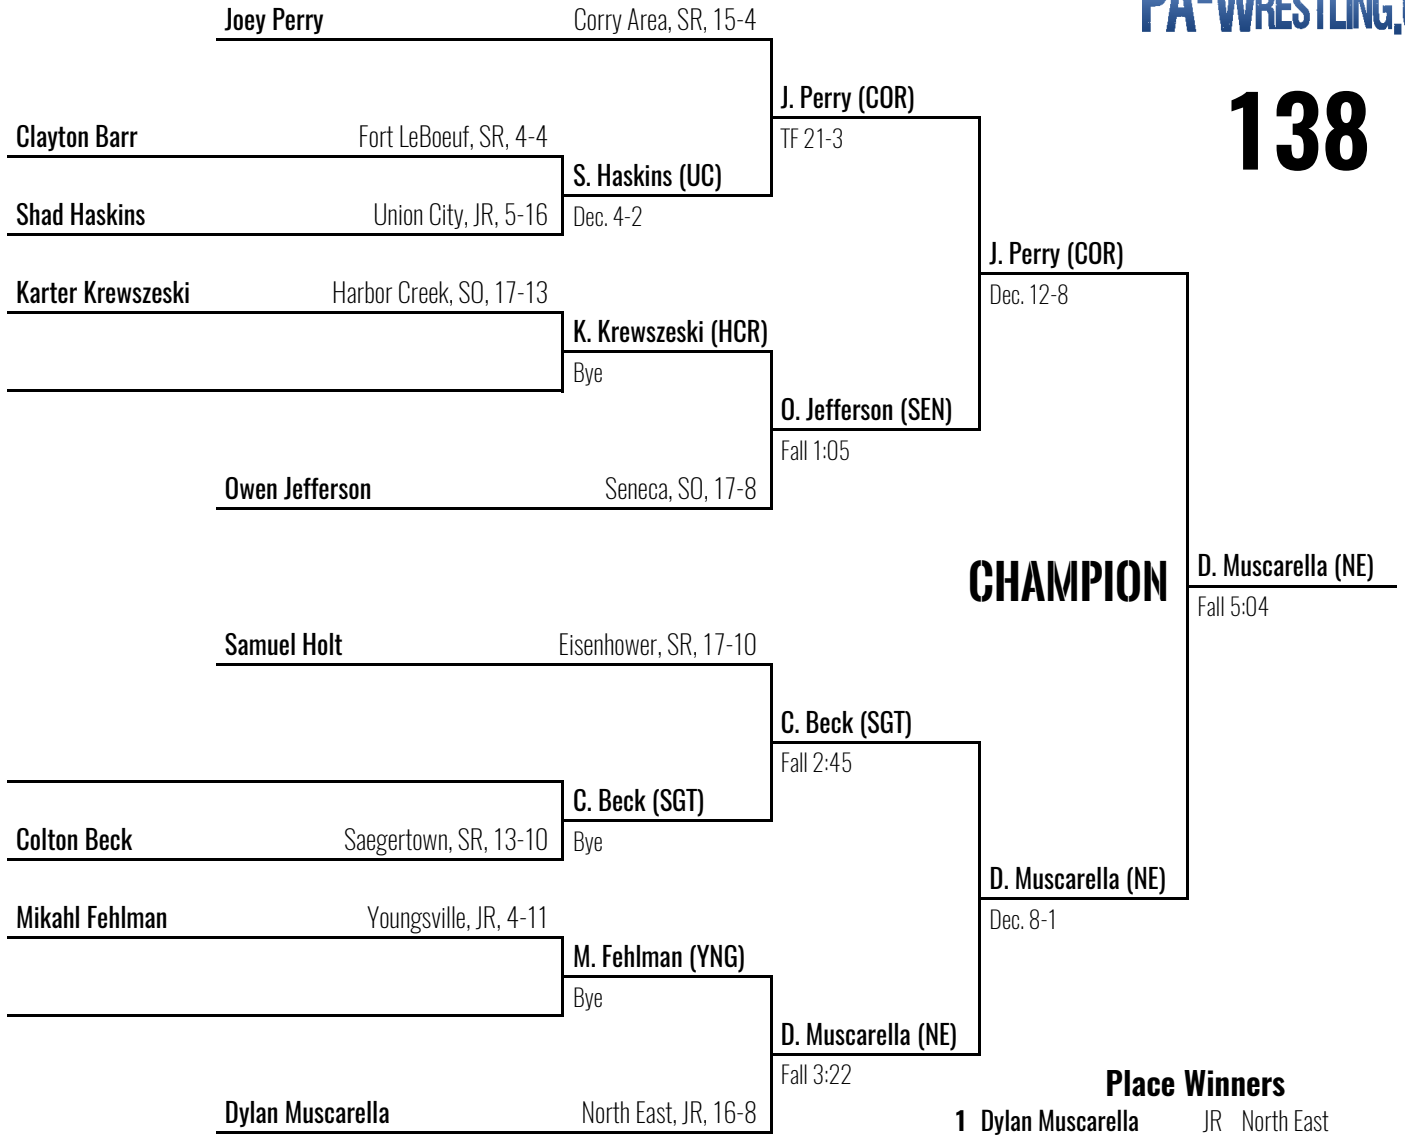 PA-WRESTLING.
138
Joey Perry Corry Area, SR, 15-4
J. Perry (COR)
TF 21-3
Clayton Barr Fort LeBoeuf, SR, 4-4
S. Haskins (UC)
Dec. 4-2
Shad Haskins Union City, JR, 5-16
J. Perry (COR)
Dec. 12-8
Karter Krewszeski Harbor Creek, SO, 17-13
K. Krewszeski (HCR)
Bye
O. Jefferson (SEN)
Fall 1:05
Owen Jefferson Seneca, SO, 17-8
CHAMPION
D. Muscarella (NE)
Fall 5:04
Samuel Holt Eisenhower, SR, 17-10
C. Beck (SGT)
Fall 2:45
C. Beck (SGT)
Bye
Colton Beck Saegertown, SR, 13-10
D. Muscarella (NE)
Dec. 8-1
Mikahl Fehlman Youngsville, JR, 4-11
M. Fehlman (YNG)
Bye
D. Muscarella (NE)
Fall 3:22
Dylan Muscarella North East, JR, 16-8
Place Winners
1 Dylan Muscarella JR North East